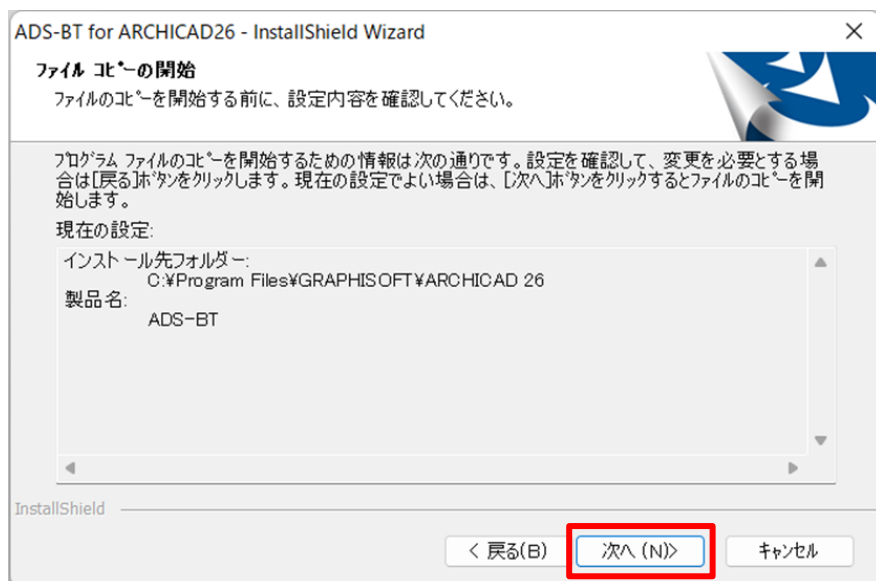 ADS-BT for ARCHICAD26 - InstallShield Wizard
ファイル コピーの開始
ファイルのコピーを開始する前に、設定内容を確認してください。
プログラム ファイルのコピーを開始するための情報は次の通りです。設定を確認して、変更を必要とする場
合は[戻る]ボタンをクリックします。現在の設定でよい場合は、[次へ]ボタンをクリックするとファイルのコピーを開
始します。
現在の設定:
インストール先フォルダー:
C:¥Program Files¥GRAPHISOFT¥ARCHICAD 26
製品名:
ADS-BT
InstallShield
< 戻る(B)
次へ (N)>
キャンセル